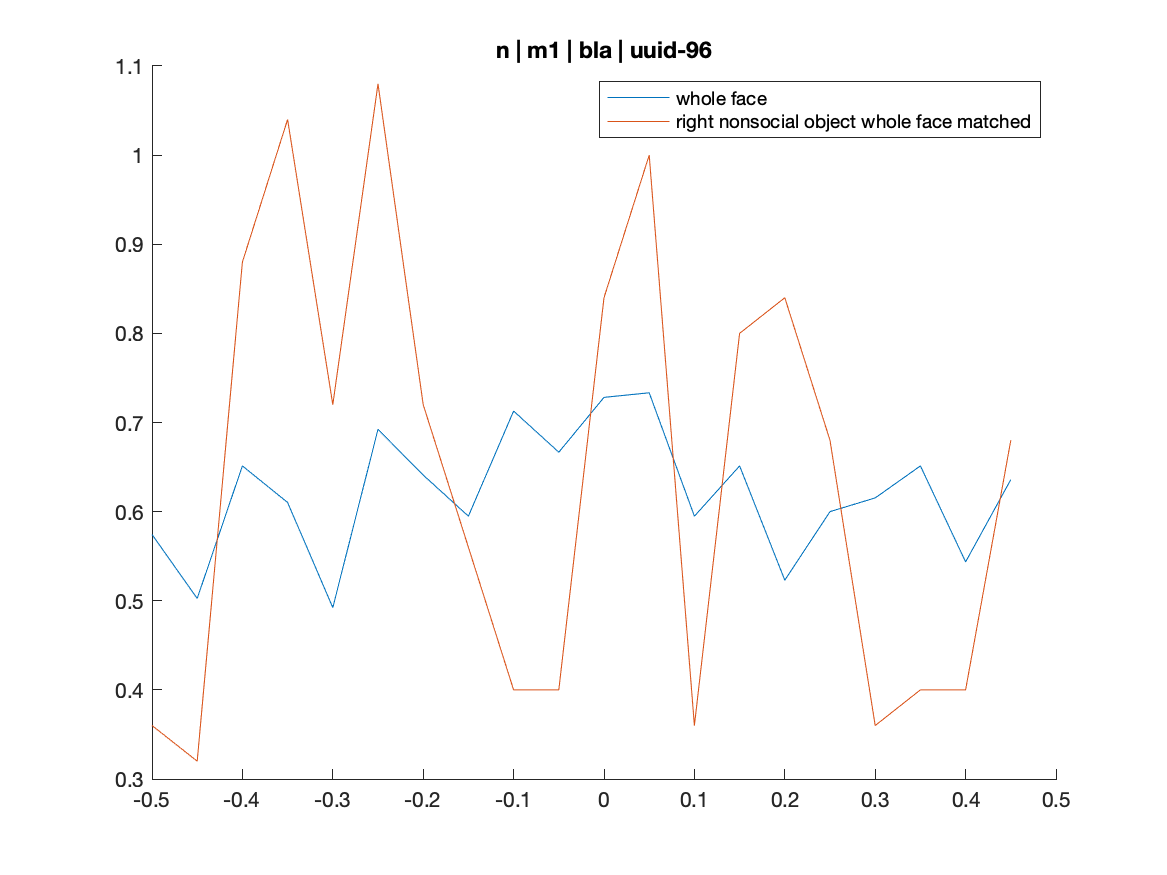 n | m1 | bla | uuid-96
whole face
right nonsocial object whole face matched
1.1
1
0.9
0.8
0.7
0.6
0.5
0.4
0.3
-0.5 -0.4 -0.3 -0.2 -0.1 0 0.1 0.2 0.3 0.4 0.5